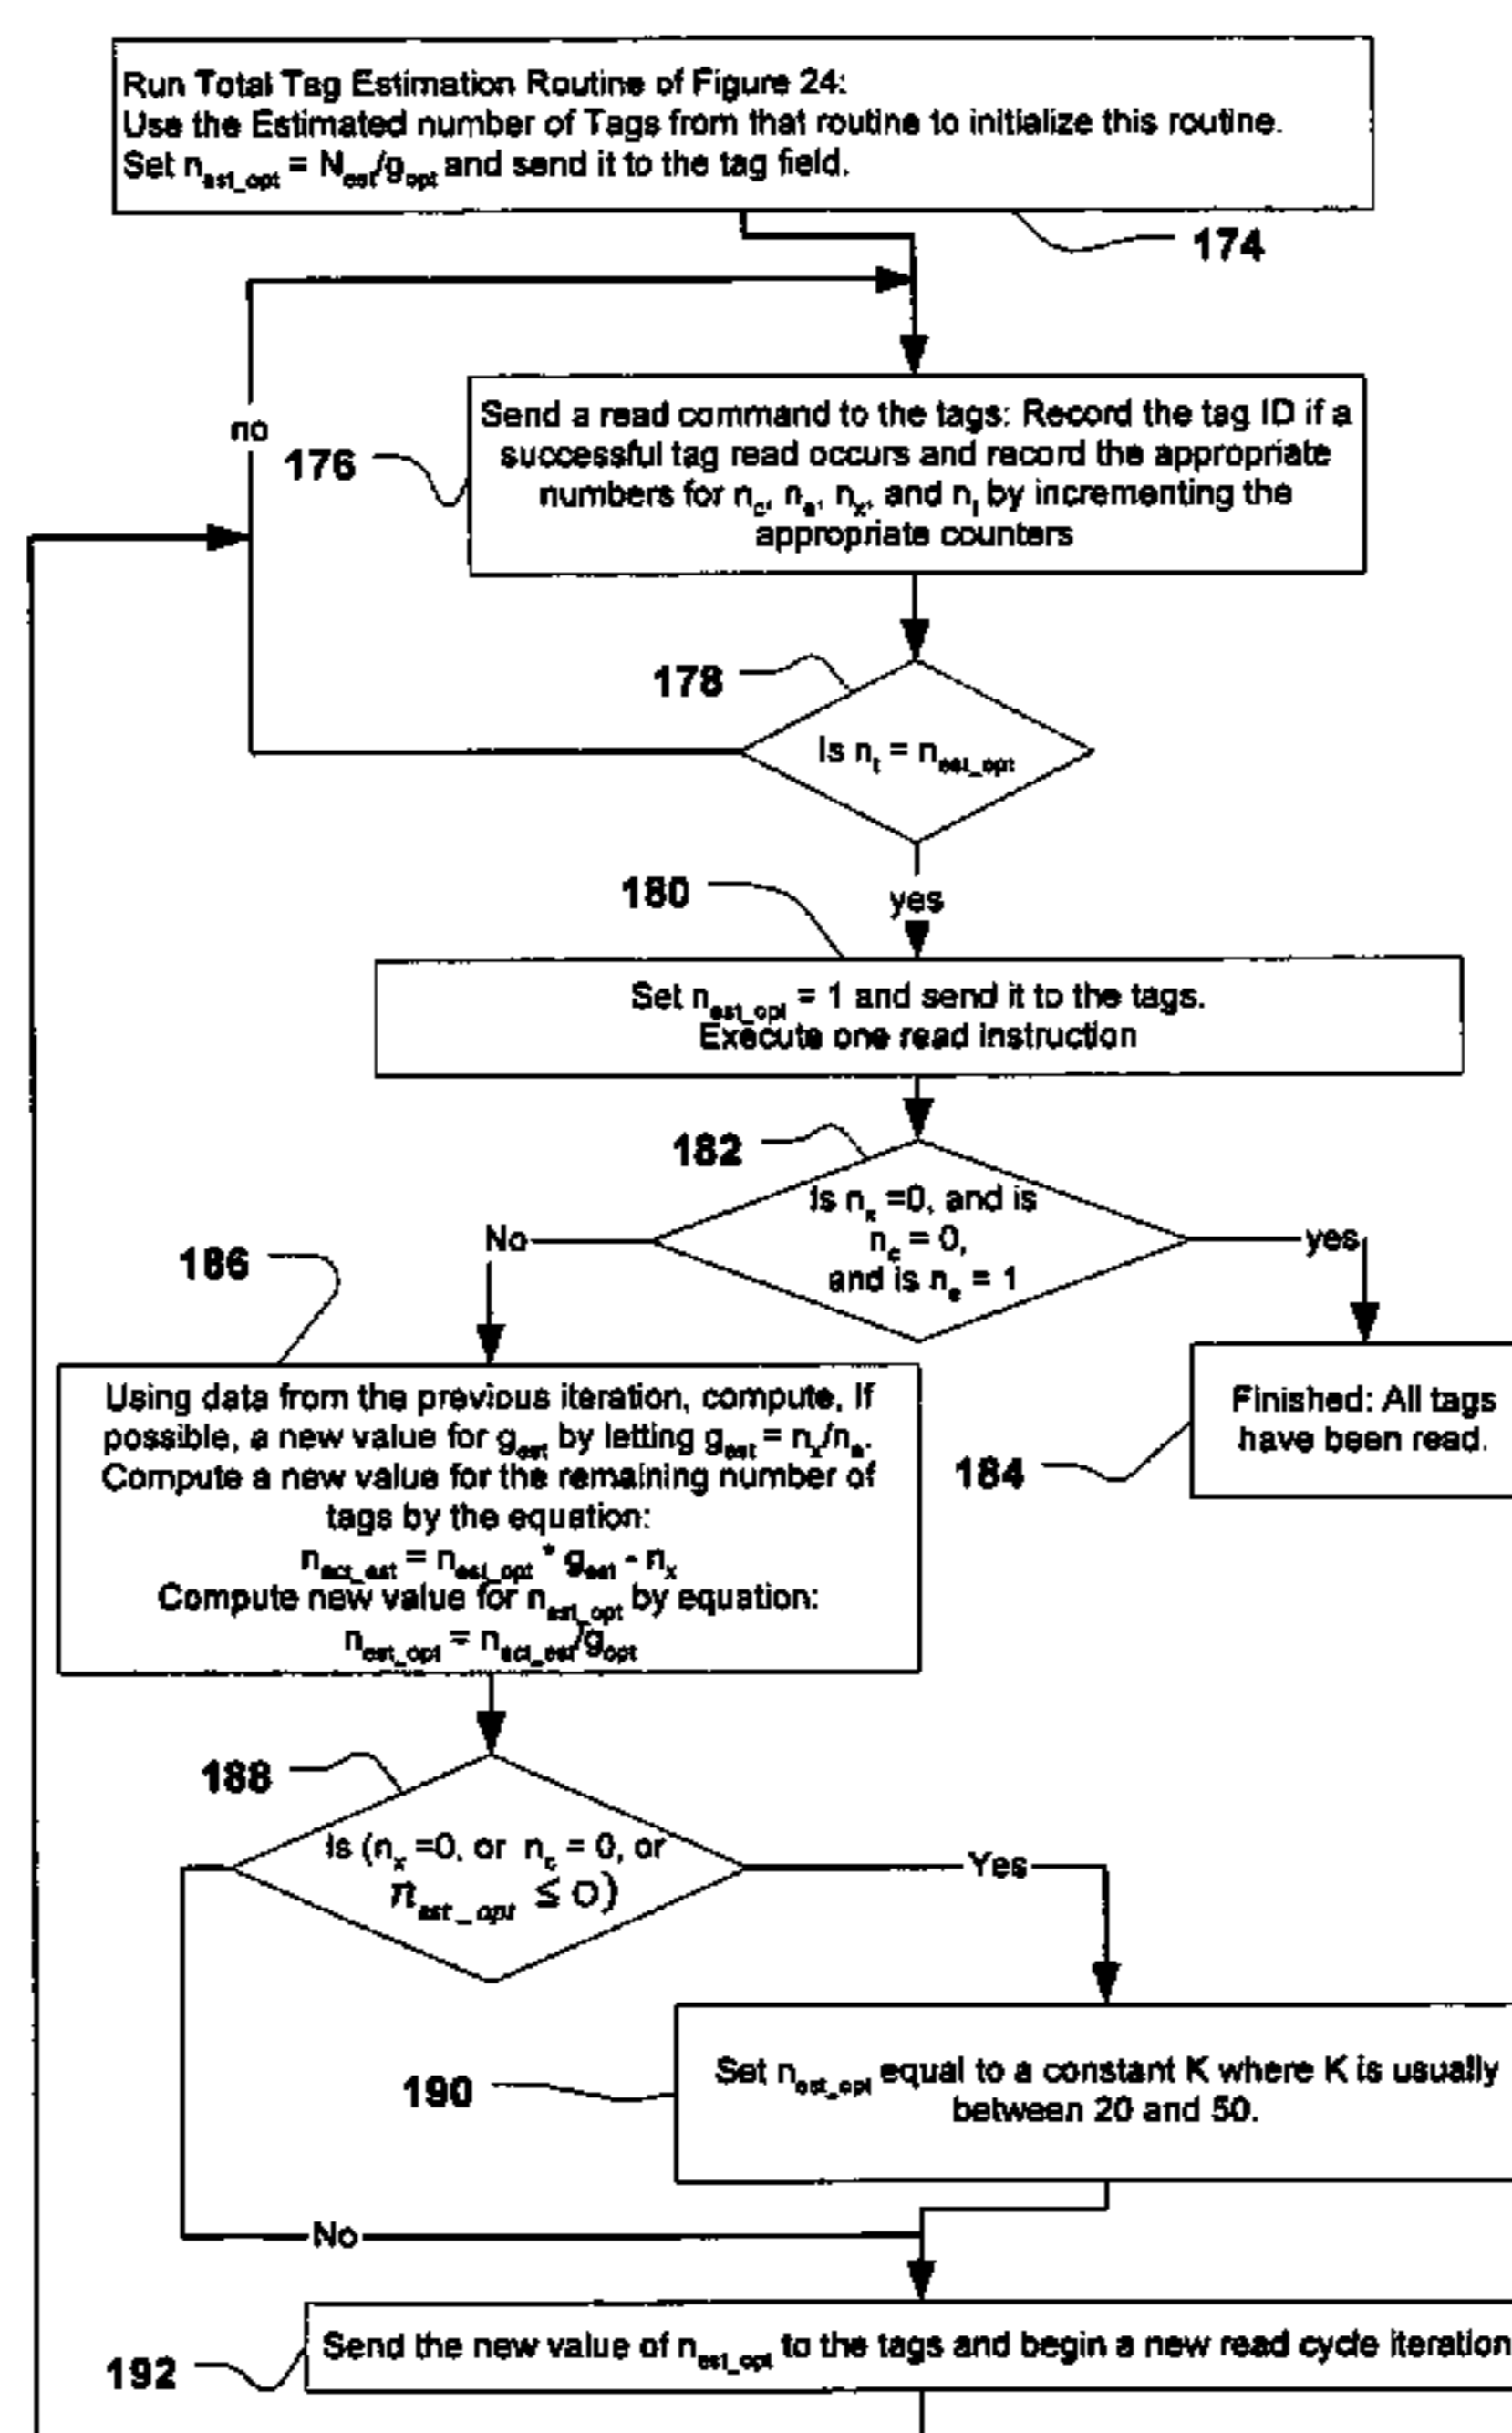 Run Total Tag Estimation Routine of Figure 24:
Use the Estimated number of Tags from that routine to initialize this routine.
Set n_est_opt = N_est/g_opt and send it to the tag field.
174
Send a read command to the tags: Record the tag ID if a
successful tag read occurs and record the appropriate
numbers for n_c, n_e, n_x, and n_t by incrementing the
appropriate counters
no
176
178
Is n_t = n_est_opt
180
yes
Set n_est_opt = 1 and send it to the tags.
Execute one read instruction
182
Is n_x =0, and is
n_c = 0,
and is n_e = 1
No
yes
186
Using data from the previous iteration, compute, if
possible, a new value for g_est by letting g_est = n_x/n_e.
Compute a new value for the remaining number of
tags by the equation:
n_act_est = n_est_opt * g_est - n_x
Compute new value for n_est_opt by equation:
n_est_opt = n_act_est/g_opt
Finished: All tags
have been read.
184
188
Is (n_x =0, or n_c = 0, or
n_est_opt ≤ 0)
Yes
Set n_est_opt equal to a constant K where K is usually
between 20 and 50.
190
No
Send the new value of n_est_opt to the tags and begin a new read cycle iteration
192